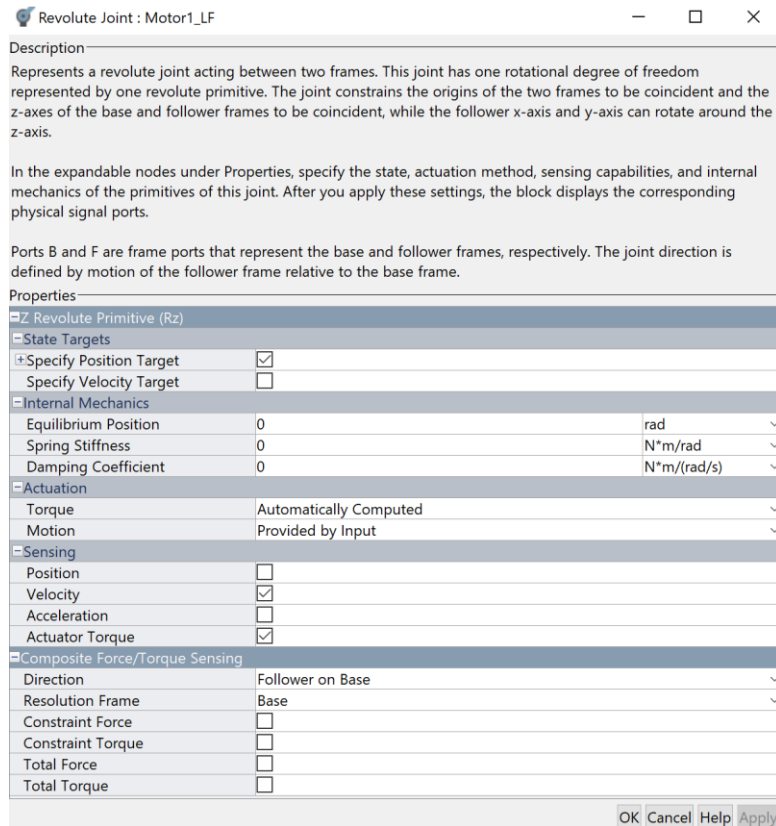 Revolute Joint : Motor1_LF
Description
Represents a revolute joint acting between two frames. This joint has one rotational degree of freedom
represented by one revolute primitive. The joint constrains the origins of the two frames to be coincident and the
z-axes of the base and follower frames to be coincident, while the follower x-axis and y-axis can rotate around the
z-axis.
In the expandable nodes under Properties, specify the state, actuation method, sensing capabilities, and internal
mechanics of the primitives of this joint. After you apply these settings, the block displays the corresponding
physical signal ports.
Ports B and F are frame ports that represent the base and follower frames, respectively. The joint direction is
defined by motion of the follower frame relative to the base frame.
Properties
Z Revolute Primitive (Rz)
State Targets
Specify Position Target
Specify Velocity Target
Internal Mechanics
Equilibrium Position 0 rad
Spring Stiffness 0 N*m/rad
Damping Coefficient 0 N*m/(rad/s)
Actuation
Torque Automatically Computed
Motion Provided by Input
Sensing
Position
Velocity
Acceleration
Actuator Torque
Composite Force/Torque Sensing
Direction Follower on Base
Resolution Frame Base
Constraint Force
Constraint Torque
Total Force
Total Torque
OK Cancel Help Apply